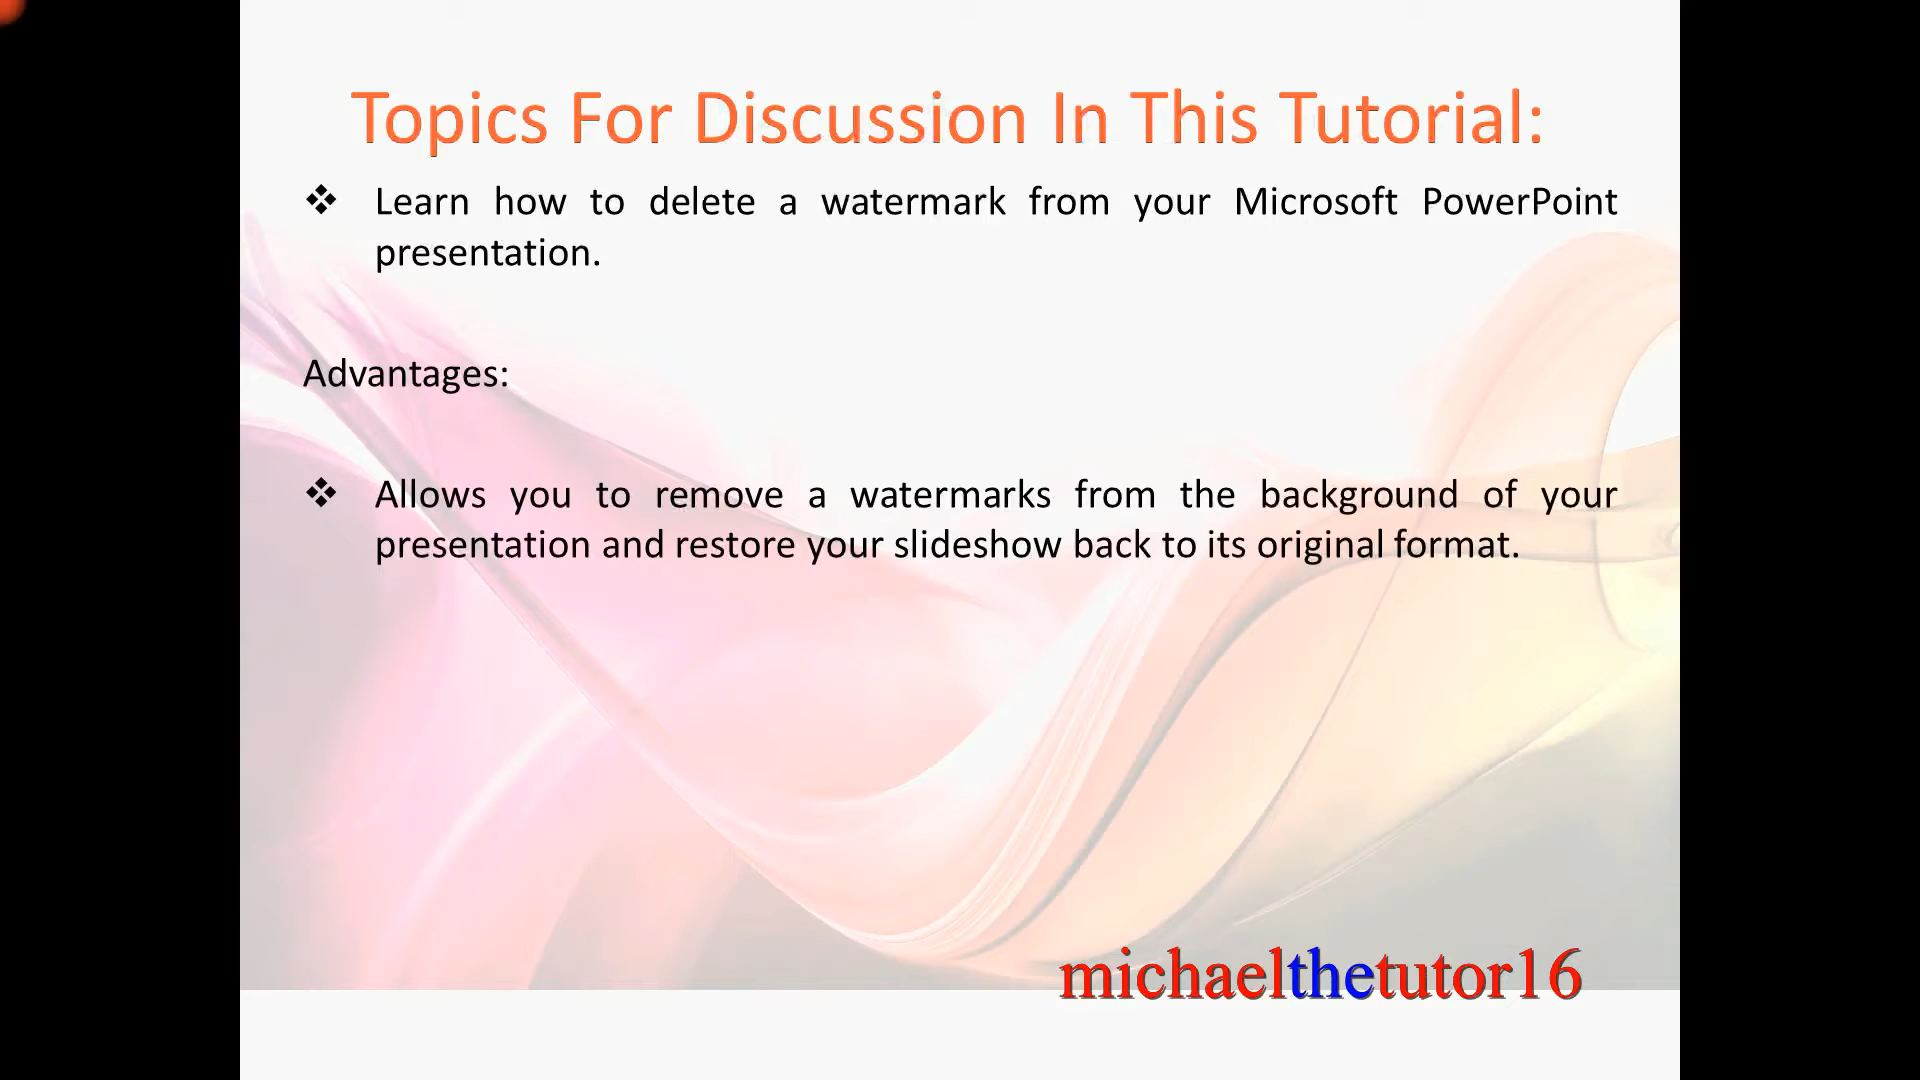 Topics For Discussion In This Tutorial:
❖ Learn how to delete a watermark from your Microsoft PowerPoint
presentation.
Advantages:
❖ Allows you to remove a watermarks from the background of your
presentation and restore your slideshow back to its original format.
michaelthetutor16